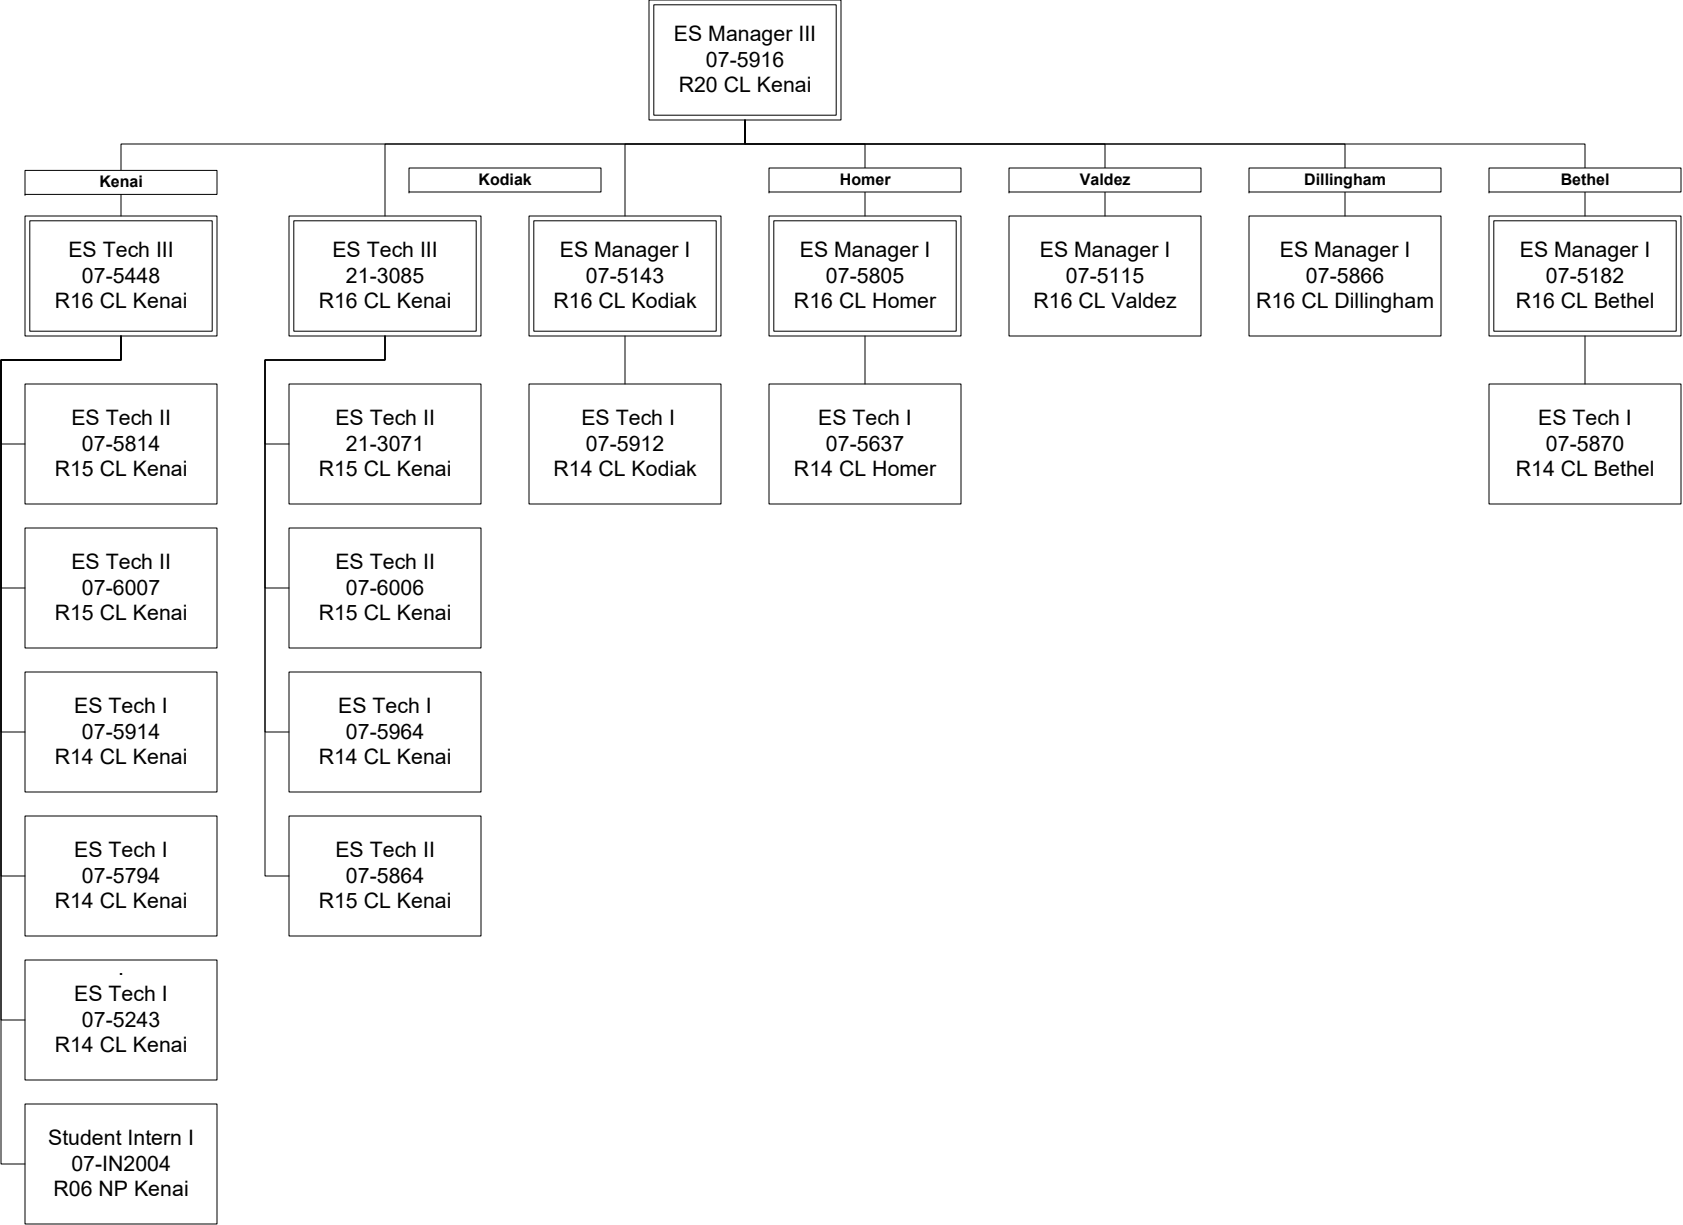 ES Manager III
07-5916
R20 CL Kenai
Kenai
Kodiak
Homer
Valdez
Dillingham
Bethel
ES Tech III
07-5448
R16 CL Kenai
ES Tech III
21-3085
R16 CL Kenai
ES Manager I
07-5143
R16 CL Kodiak
ES Manager I
07-5805
R16 CL Homer
ES Manager I
07-5115
R16 CL Valdez
ES Manager I
07-5866
R16 CL Dillingham
ES Manager I
07-5182
R16 CL Bethel
ES Tech II
07-5814
R15 CL Kenai
ES Tech II
21-3071
R15 CL Kenai
ES Tech I
07-5912
R14 CL Kodiak
ES Tech I
07-5637
R14 CL Homer
ES Tech I
07-5870
R14 CL Bethel
ES Tech II
07-6007
R15 CL Kenai
ES Tech II
07-6006
R15 CL Kenai
ES Tech I
07-5914
R14 CL Kenai
ES Tech I
07-5964
R14 CL Kenai
ES Tech I
07-5794
R14 CL Kenai
ES Tech II
07-5864
R15 CL Kenai
.
ES Tech I
07-5243
R14 CL Kenai
Student Intern I
07-IN2004
R06 NP Kenai